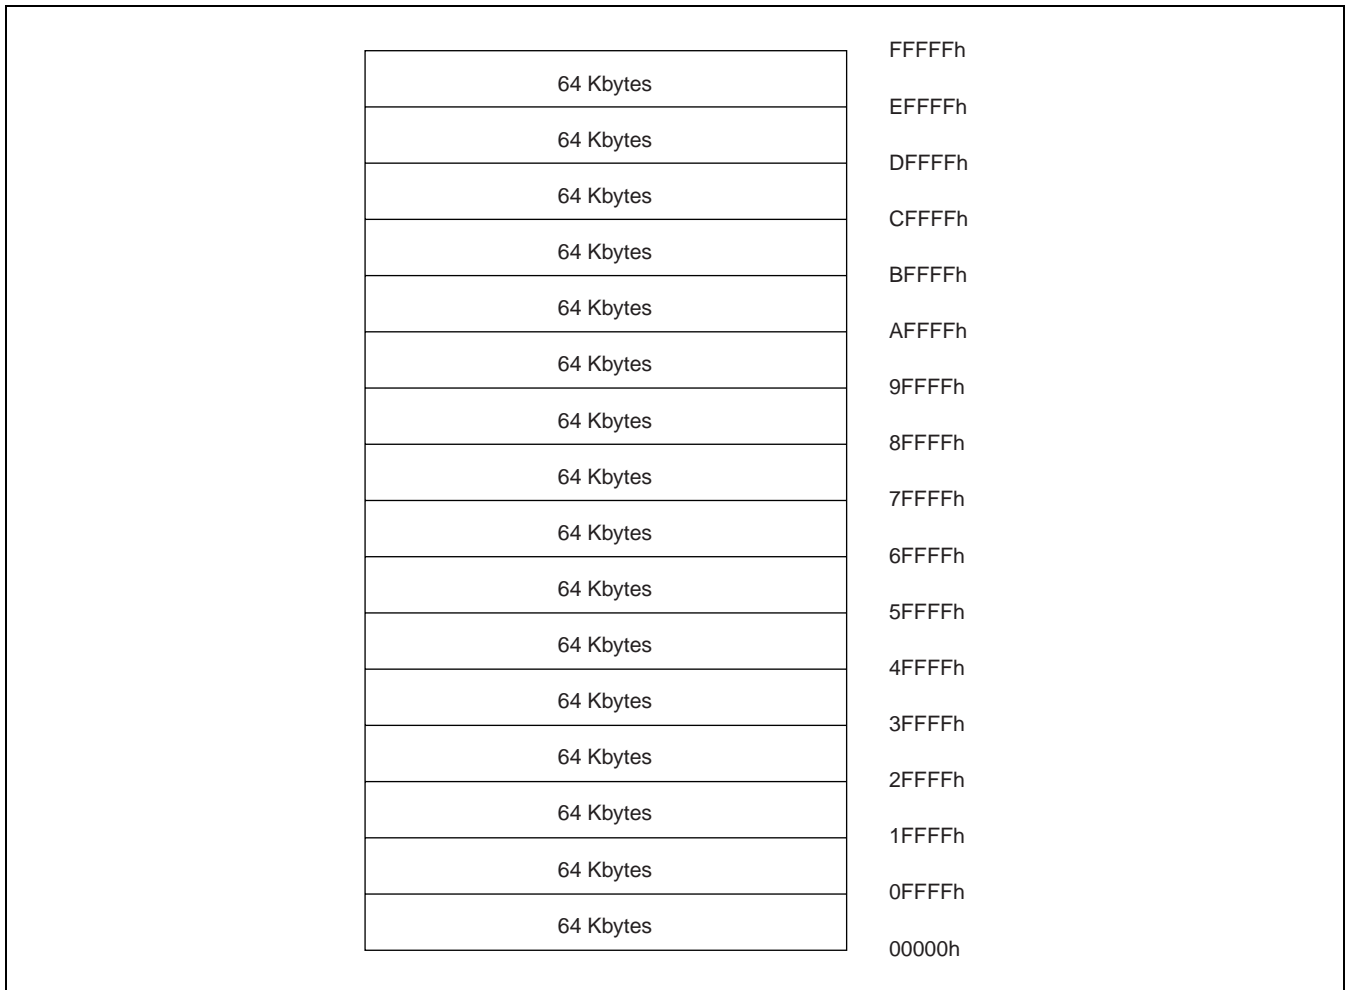 FFFFFh
64 Kbytes
EFFFFh
64 Kbytes
DFFFFh
64 Kbytes
CFFFFh
64 Kbytes
BFFFFh
64 Kbytes
AFFFFh
64 Kbytes
9FFFFh
64 Kbytes
8FFFFh
64 Kbytes
7FFFFh
64 Kbytes
6FFFFh
64 Kbytes
5FFFFh
64 Kbytes
4FFFFh
64 Kbytes
3FFFFh
64 Kbytes
2FFFFh
64 Kbytes
1FFFFh
64 Kbytes
0FFFFh
64 Kbytes
00000h